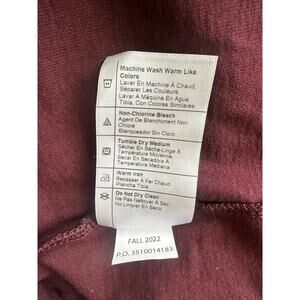 Machine Wash Warm Like
Colors
Laver En Machine À Chaud,
Séparer Les Couleurs
Lavar A Máquina En Agua
Tibia, Con Colores Similares
Non-Chlorine Bleach
Agent De Blanchiment Non
Chloré
Blanqueador Sin Cloro
Tumble Dry Medium
Sécher En Sèche-Linge À
Température Moyenne
Secar En Secadora A
Temperatura Mediana
Warm Iron
Repasser À Fer Chaud
Plancha Tibia
Do Not Dry Clean
Ne Pas Nettoyer À Sec
No Limpiar En Seco
FALL 2022
P.O. 3510014183